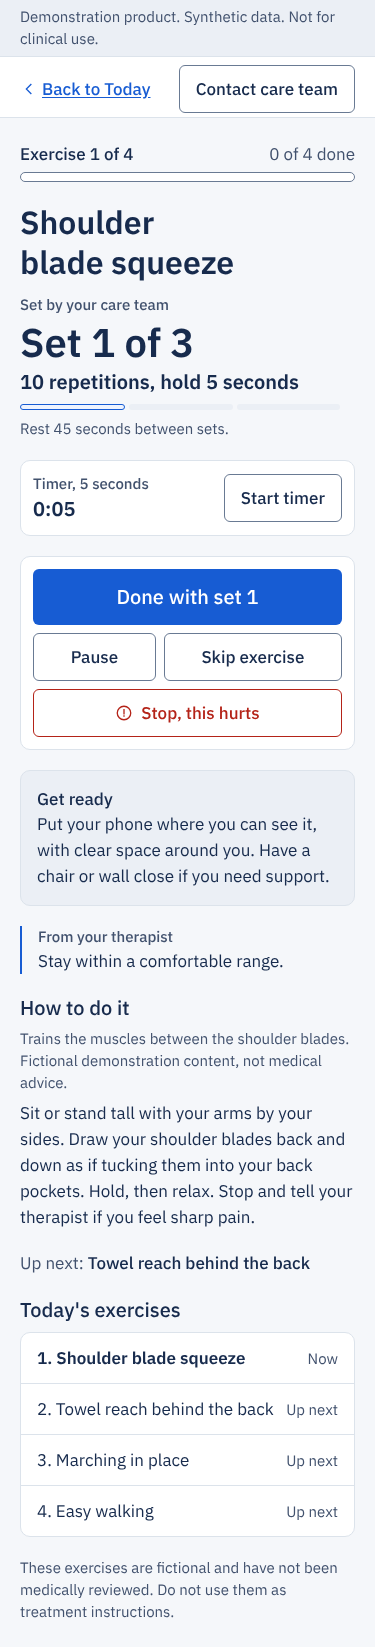 Demonstration product. Synthetic data. Not for
clinical use.
Back to Today
Contact care team
Exercise 1 of 4
0 of 4 done
Shoulder
blade squeeze
Set by your care team
Set 1 of 3
10 repetitions, hold 5 seconds
Rest 45 seconds between sets.
Timer, 5 seconds
0:05
Start timer
Done with set 1
Pause
Skip exercise
Stop, this hurts
Get ready
Put your phone where you can see it,
with clear space around you. Have a
chair or wall close if you need support.
From your therapist
Stay within a comfortable range.
How to do it
Trains the muscles between the shoulder blades.
Fictional demonstration content, not medical
advice.
Sit or stand tall with your arms by your
sides. Draw your shoulder blades back and
down as if tucking them into your back
pockets. Hold, then relax. Stop and tell your
therapist if you feel sharp pain.
Up next: Towel reach behind the back
Today's exercises
1. Shoulder blade squeeze
Now
2. Towel reach behind the back
Up next
3. Marching in place
Up next
4. Easy walking
Up next
These exercises are fictional and have not been
medically reviewed. Do not use them as
treatment instructions.